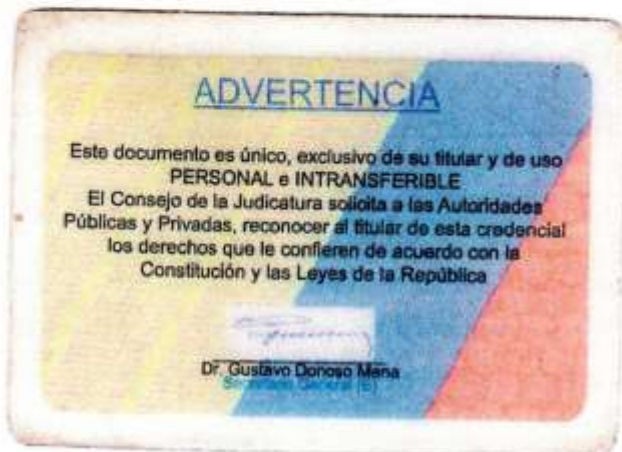 ADVERTENCIA
Este documento es único, exclusivo de su titular y de uso
PERSONAL e INTRANSFERIBLE
El Consejo de la Judicatura solicita a las Autoridades
Públicas y Privadas, reconocer al titular de esta credencial
los derechos que le confieren de acuerdo con la
Constitución y las Leyes de la República
Dr. Gustavo Donoso Mena
Secretario General (E)